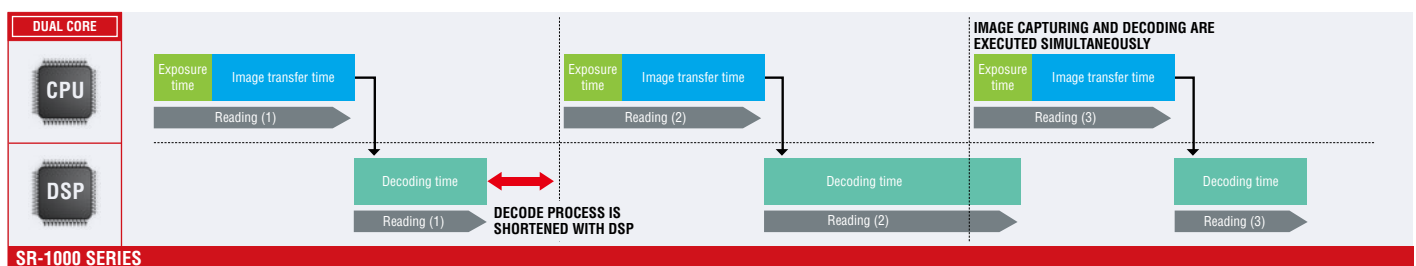 DUAL CORE
IMAGE CAPTURING AND DECODING ARE
EXECUTED SIMULTANEOUSLY
CPU
Exposure
time
Image transfer time
Exposure
time
Image transfer time
Exposure
time
Image transfer time
Reading (1)
Reading (2)
Reading (3)
DSP
Decoding time
Decoding time
Decoding time
DECODE PROCESS IS
SHORTENED WITH DSP
Reading (1)
Reading (2)
Reading (3)
SR-1000 SERIES